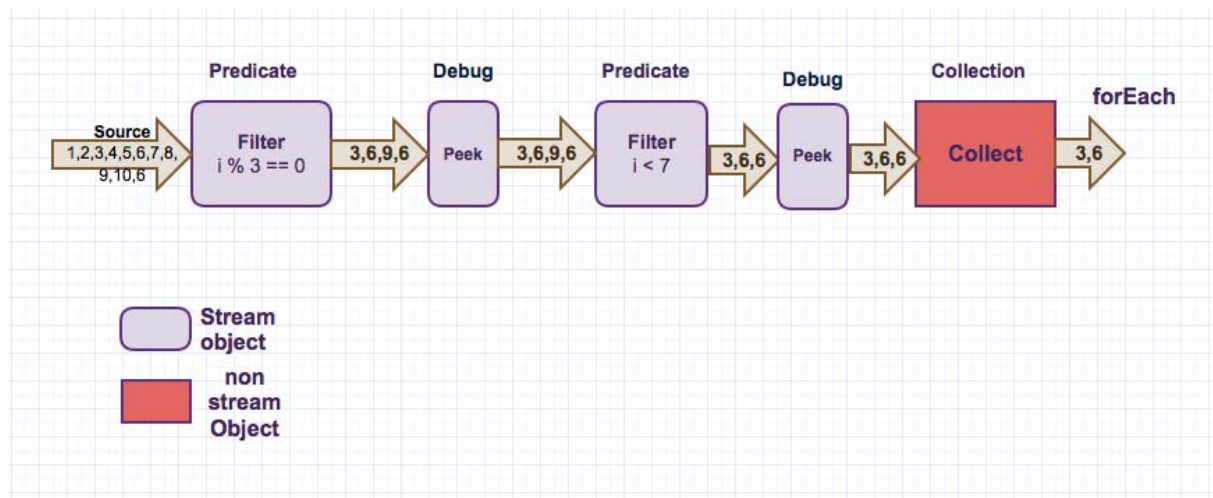 Predicate
Debug
Predicate
Debug
Collection
forEach
Source
1,2,3,4,5,6,7,8,
9,10,6
Filter
i % 3 == 0
3,6,9,6
Peek
3,6,9,6
Filter
i < 7
3,6,6
Peek
3,6,6
Collect
3,6
Stream
object
non
stream
Object